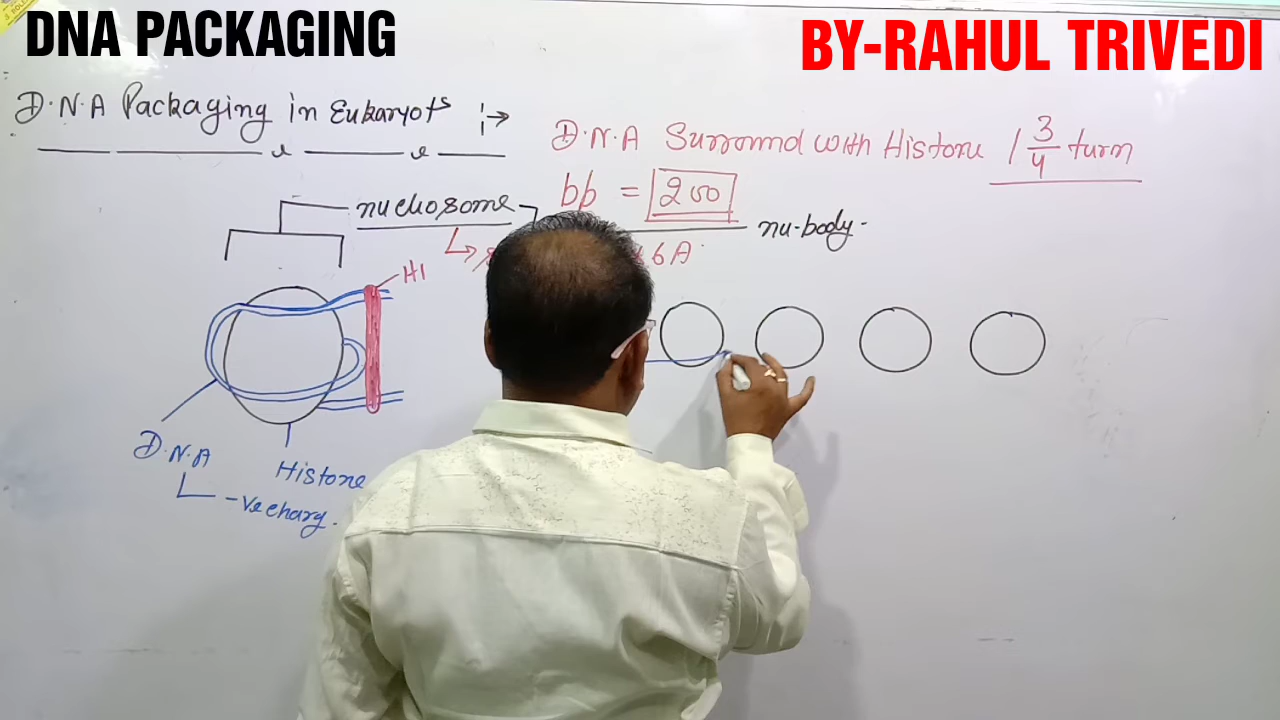 DNA PACKAGING
BY-RAHUL TRIVEDI
D.N.A Packaging in Eukaryots :→
D.N.A Surround with Histone 1 3/4 turn
bb = 200
nucleosome
nu-body.
6A
H1
D.N.A
Histone
-Ve charg.